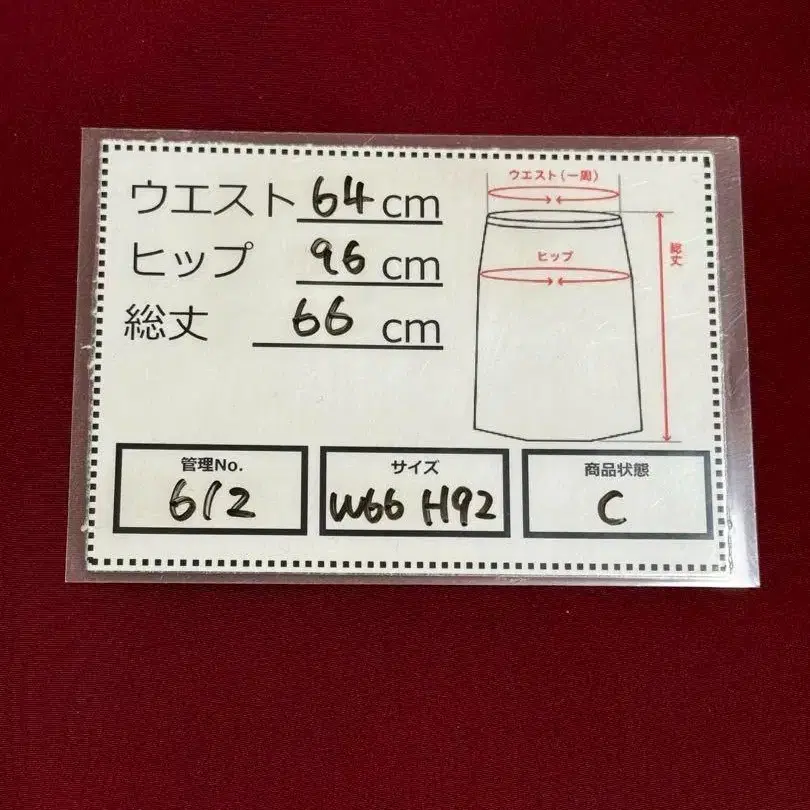 ウエスト 64 cm
ヒップ 96 cm
総丈 66 cm
ウエスト(一周)
ヒップ
総丈
管理No.
612
サイズ
W66 H92
商品状態
C